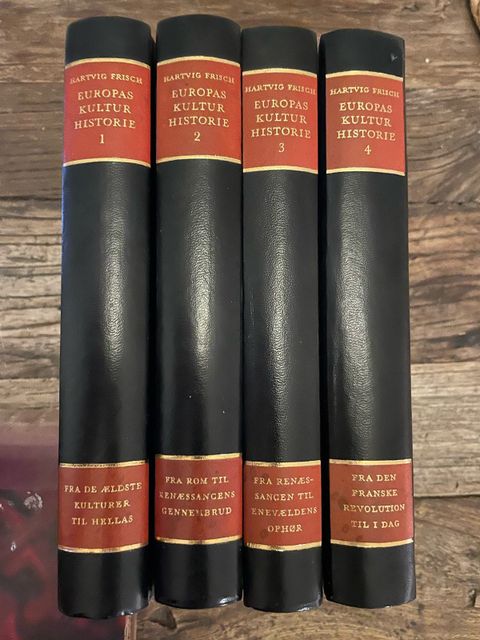 HARTVIG FRISCH
EUROPAS
KULTUR
HISTORIE
1
FRA DE ÆLDSTE
KULTURER
TIL HELLAS
HARTVIG FRISCH
EUROPAS
KULTUR
HISTORIE
2
FRA ROM TIL
RENÆSSANGENS
GENNEMBRUD
HARTVIG FRISCH
EUROPAS
KULTUR
HISTORIE
3
FRA RENÆS-
SANGEN TIL
ENEVÆLDENS
OPHØR
HARTVIG FRISCH
EUROPAS
KULTUR
HISTORIE
4
FRA DEN
FRANSKE
REVOLUTION
TIL I DAG